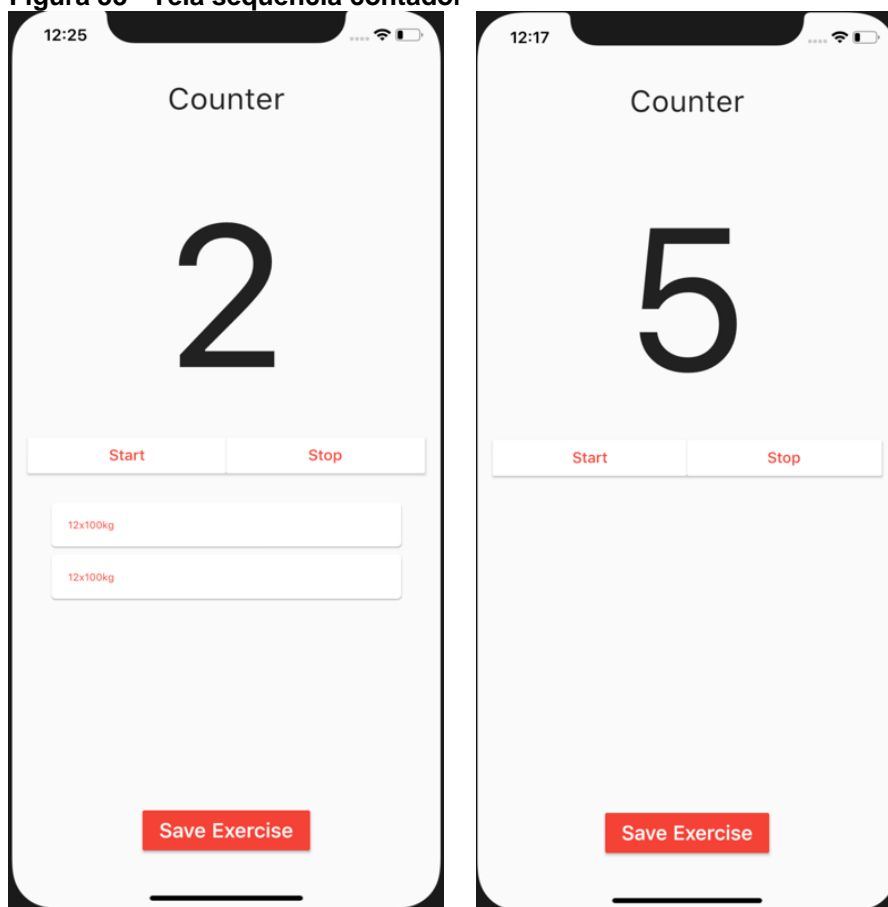 Figura - Tela sequência contador
12:25
Counter
2
Start Stop
12x100kg
12x100kg
Save Exercise
12:17
Counter
5
Start Stop
Save Exercise